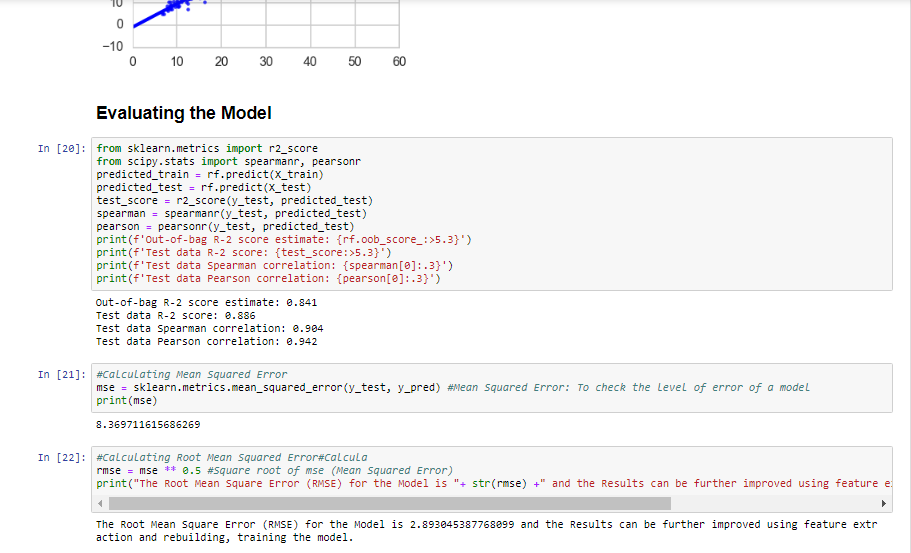 10
0
−10
0 10 20 30 40 50 60
Evaluating the Model
In [20]: from sklearn.metrics import r2_score
from scipy.stats import spearmanr, pearsonr
predicted_train = rf.predict(X_train)
predicted_test = rf.predict(X_test)
test_score = r2_score(y_test, predicted_test)
spearman = spearmanr(y_test, predicted_test)
pearson = pearsonr(y_test, predicted_test)
print(f'Out-of-bag R-2 score estimate: {rf.oob_score_:>5.3}')
print(f'Test data R-2 score: {test_score:>5.3}')
print(f'Test data Spearman correlation: {spearman[0]:.3}')
print(f'Test data Pearson correlation: {pearson[0]:.3}')
Out-of-bag R-2 score estimate: 0.841
Test data R-2 score: 0.886
Test data Spearman correlation: 0.904
Test data Pearson correlation: 0.942
In [21]: #Calculating Mean Squared Error
mse = sklearn.metrics.mean_squared_error(y_test, y_pred) #Mean Squared Error: To check the level of error of a model
print(mse)
8.369711615686269
In [22]: #Calculating Root Mean Squared Error#Calcula
rmse = mse ** 0.5 #Square root of mse (Mean Squared Error)
print("The Root Mean Square Error (RMSE) for the Model is "+ str(rmse) +" and the Results can be further improved using feature e
The Root Mean Square Error (RMSE) for the Model is 2.893045387768099 and the Results can be further improved using feature extr
action and rebuilding, training the model.